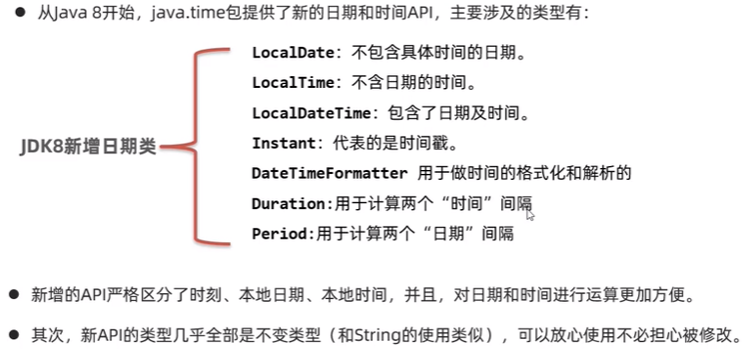 ● 从Java 8开始，java.time包提供了新的日期和时间API，主要涉及的类型有：
LocalDate：不包含具体时间的日期。
LocalTime：不含日期的时间。
LocalDateTime：包含了日期及时间。
JDK8新增日期类
Instant：代表的是时间戳。
DateTimeFormatter 用于做时间的格式化和解析的
Duration:用于计算两个“时间”间隔
Period:用于计算两个“日期”间隔
● 新增的API严格区分了时刻、本地日期、本地时间，并且，对日期和时间进行运算更加方便。
● 其次，新API的类型几乎全部是不变类型（和String的使用类似），可以放心使用不必担心被修改。